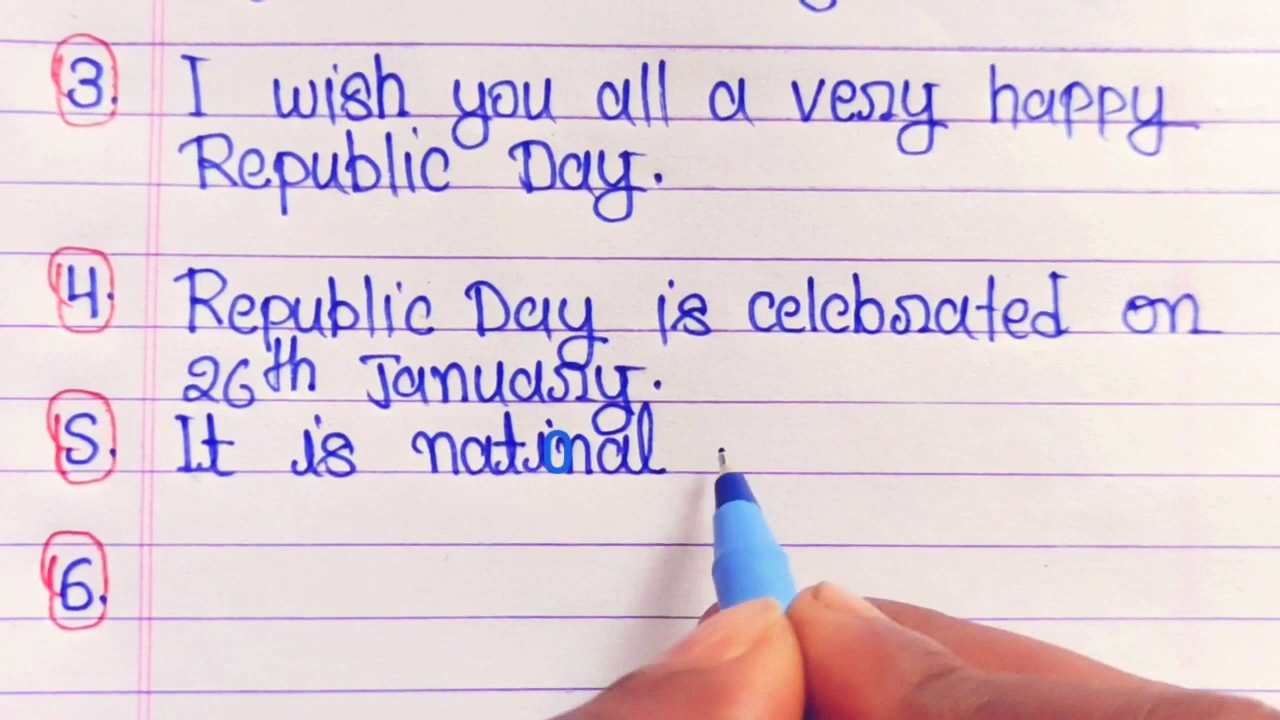 3. I wish you all a very happy
Republic Day.
4. Republic Day is celebrated on
26th January.
5. It is national
6.